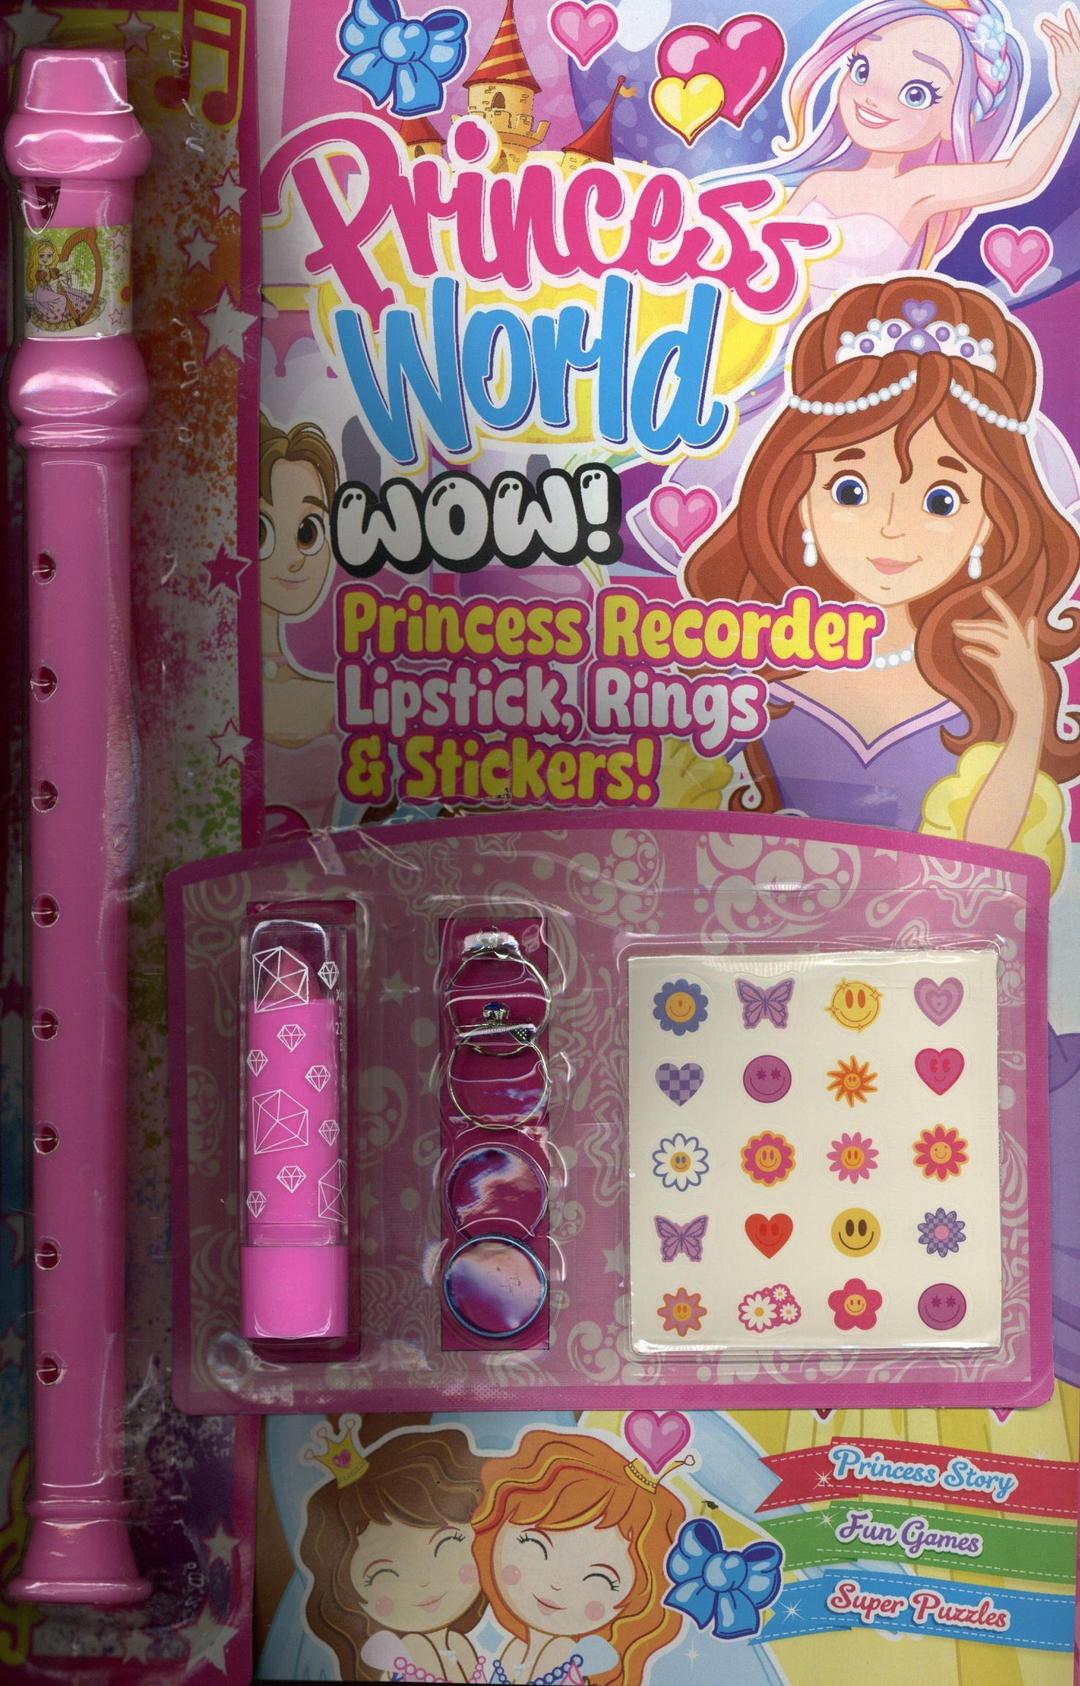 Princess
World
WOW!
Princess Recorder
Lipstick, Rings
& Stickers!
Princess Story
Fun Games
Super Puzzles